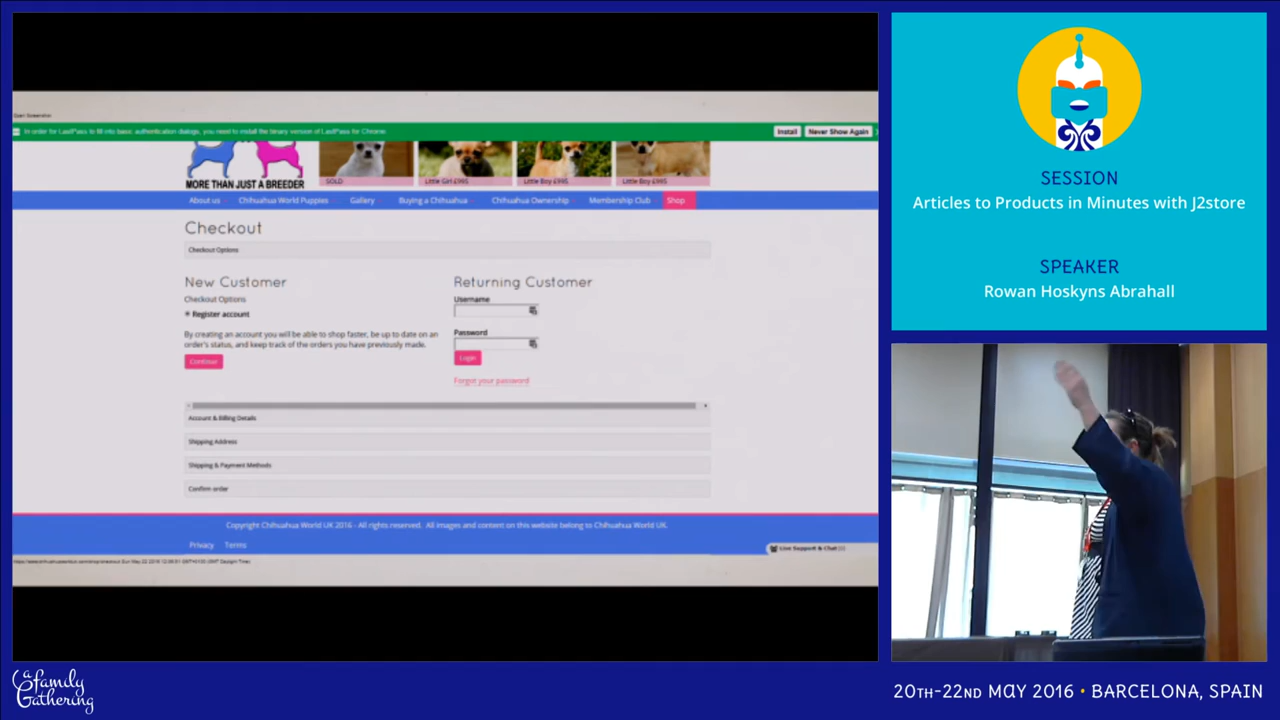 Open Screenshot
In order for LastPass to fill into basic authentication dialogs, you need to install the binary version of LastPass for Chrome.
Install
Never Show Again
MORE THAN JUST A BREEDER
SOLD
Little Girl £995
Little Boy £995
Little Boy £995
About us
Chihuahua World Puppies
Gallery
Buying a Chihuahua
Chihuahua Ownership
Membership Club
Shop
Checkout
Checkout Options
New Customer
Checkout Options
Register account
By creating an account you will be able to shop faster, be up to date on an
order's status, and keep track of the orders you have previously made.
Continue
Returning Customer
Username
Password
Login
Forgot your password
Account & Billing Details
Shipping Address
Shipping & Payment Methods
Confirm order
Copyright Chihuahua World UK 2016 - All rights reserved. All images and content on this website belong to Chihuahua World UK.
Privacy
Terms
Live Support & Chat
SESSION
Articles to Products in Minutes with J2store
SPEAKER
Rowan Hoskyns Abrahall
a family
Gathering
20TH-22ND MAY 2016 • BARCELONA, SPAIN